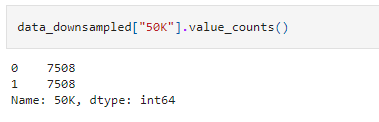 data_downsampled["50K"].value_counts()
0    7508
1    7508
Name: 50K, dtype: int64